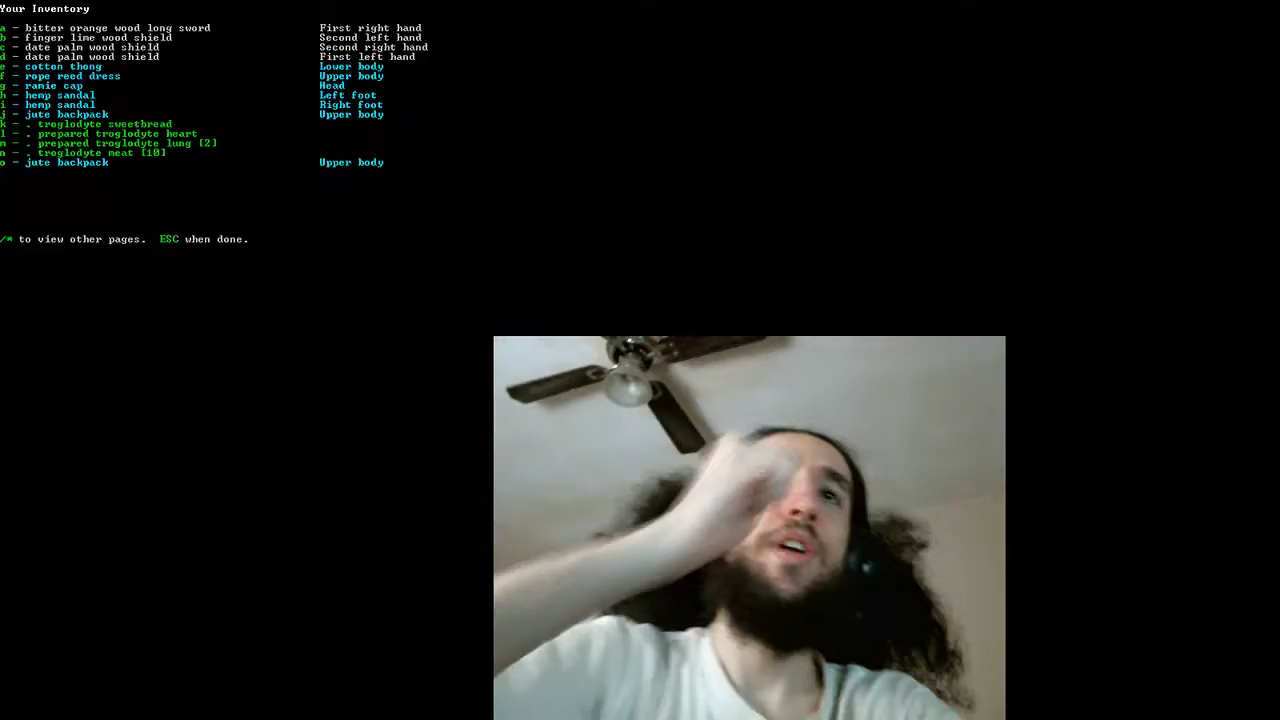 Your Inventory
a - bitter orange wood long sword First right hand
b - finger lime wood shield Second left hand
c - date palm wood shield Second right hand
d - date palm wood shield First left hand
e - cotton thong Lower body
f - rope reed dress Upper body
g - ramie cap Head
h - hemp sandal Left foot
i - hemp sandal Right foot
j - jute backpack Upper body
k - . troglodyte sweetbread
l - . prepared troglodyte heart
m - . prepared troglodyte lung [2]
n - . troglodyte meat [10]
o - jute backpack Upper body
/* to view other pages. ESC when done.